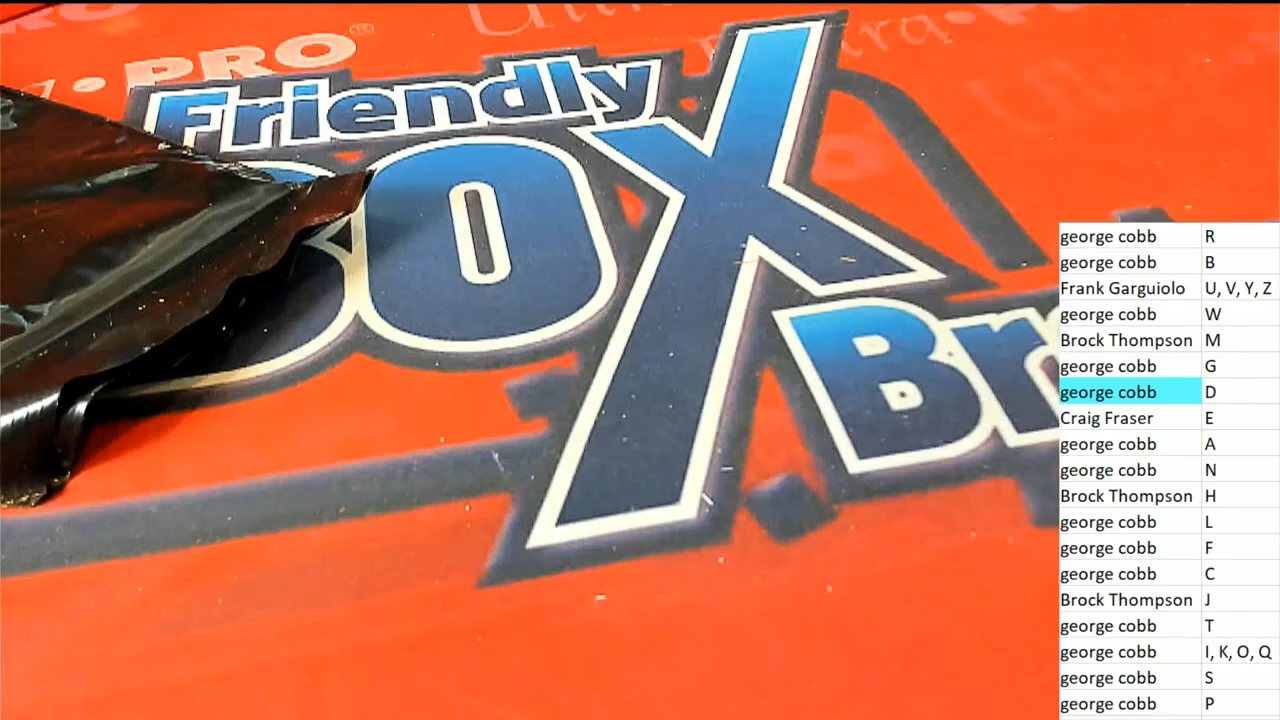 PRO®
Friendly
BOX
Br
george cobb R
george cobb B
Frank Garguiolo U, V, Y, Z
george cobb W
Brock Thompson M
george cobb G
george cobb D
Craig Fraser E
george cobb A
george cobb N
Brock Thompson H
george cobb L
george cobb F
george cobb C
Brock Thompson J
george cobb T
george cobb I, K, O, Q
george cobb S
george cobb P